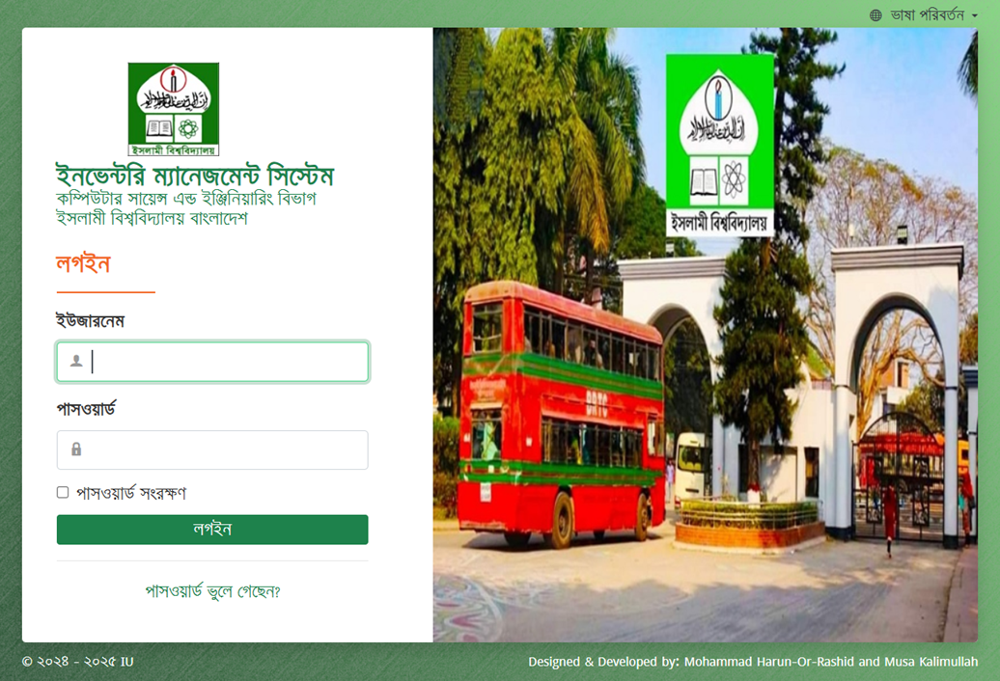 ভাষা পরিবর্তন
ইসলামী বিশ্ববিদ্যালয়
ইনভেন্টরি ম্যানেজমেন্ট সিস্টেম
কম্পিউটার সায়েন্স এন্ড ইঞ্জিনিয়ারিং বিভাগ
ইসলামী বিশ্ববিদ্যালয় বাংলাদেশ
লগইন
ইউজারনেম
পাসওয়ার্ড
পাসওয়ার্ড সংরক্ষণ
লগইন
পাসওয়ার্ড ভুলে গেছেন?
ইসলামী বিশ্ববিদ্যালয়
BRTC
© ২০২৪ - ২০২৫ IU
Designed & Developed by: Mohammad Harun-Or-Rashid and Musa Kalimullah